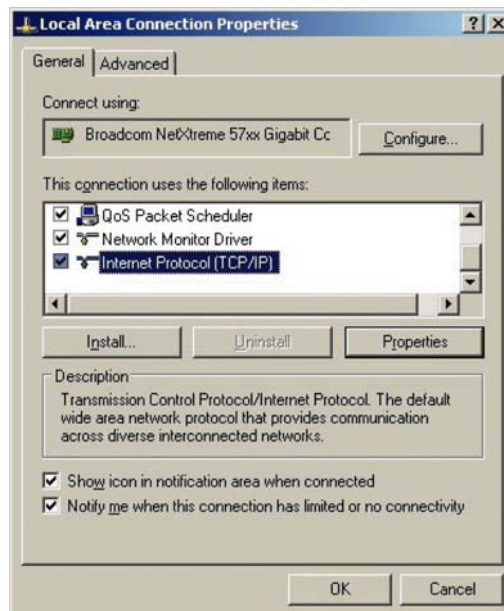 Local Area Connection Properties
General Advanced
Connect using:
Broadcom NetXtreme 57xx Gigabit Cc
Configure...
This connection uses the following items:
QoS Packet Scheduler
Network Monitor Driver
Internet Protocol (TCP/IP)
Install... Uninstall Properties
Description
Transmission Control Protocol/Internet Protocol. The default
wide area network protocol that provides communication
across diverse interconnected networks.
Show icon in notification area when connected
Notify me when this connection has limited or no connectivity
OK Cancel